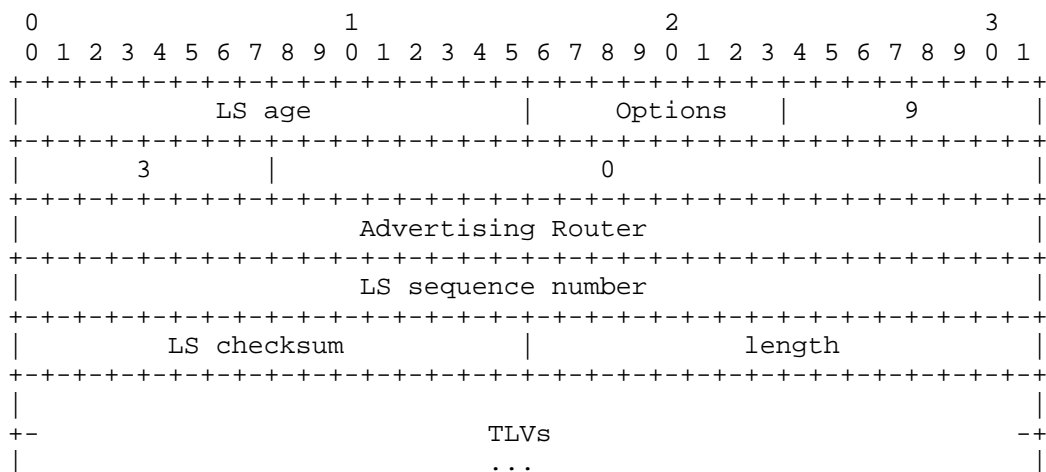 0                   1                   2                   3
 0 1 2 3 4 5 6 7 8 9 0 1 2 3 4 5 6 7 8 9 0 1 2 3 4 5 6 7 8 9 0 1
+-+-+-+-+-+-+-+-+-+-+-+-+-+-+-+-+-+-+-+-+-+-+-+-+-+-+-+-+-+-+-+-+
|            LS age             |     Options   |       9       |
+-+-+-+-+-+-+-+-+-+-+-+-+-+-+-+-+-+-+-+-+-+-+-+-+-+-+-+-+-+-+-+-+
|       3       |                    0                          |
+-+-+-+-+-+-+-+-+-+-+-+-+-+-+-+-+-+-+-+-+-+-+-+-+-+-+-+-+-+-+-+-+
|                     Advertising Router                        |
+-+-+-+-+-+-+-+-+-+-+-+-+-+-+-+-+-+-+-+-+-+-+-+-+-+-+-+-+-+-+-+-+
|                     LS sequence number                        |
+-+-+-+-+-+-+-+-+-+-+-+-+-+-+-+-+-+-+-+-+-+-+-+-+-+-+-+-+-+-+-+-+
|         LS checksum           |             length            |
+-+-+-+-+-+-+-+-+-+-+-+-+-+-+-+-+-+-+-+-+-+-+-+-+-+-+-+-+-+-+-+-+
|                                                               |
+-                            TLVs                             -+
|                             ...                               |